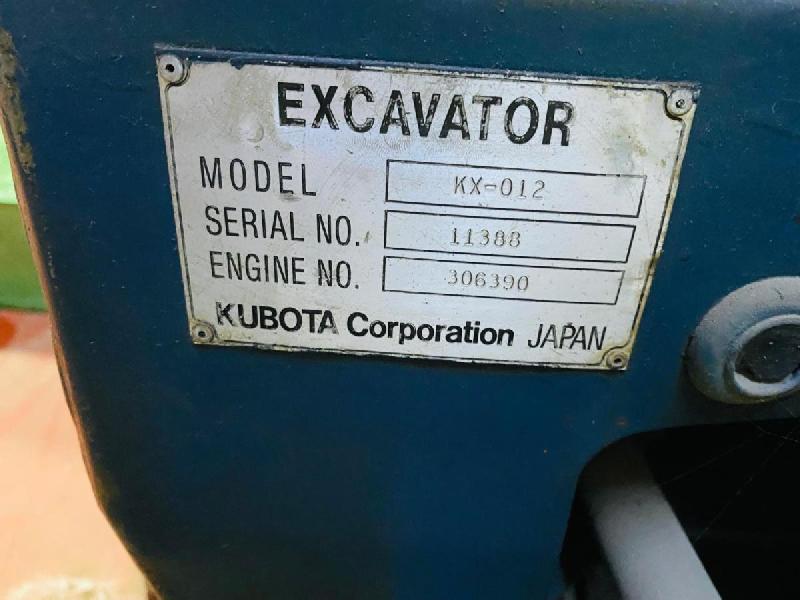 EXCAVATOR
MODEL KX-012
SERIAL NO. 11388
ENGINE NO. 306390
KUBOTA Corporation JAPAN